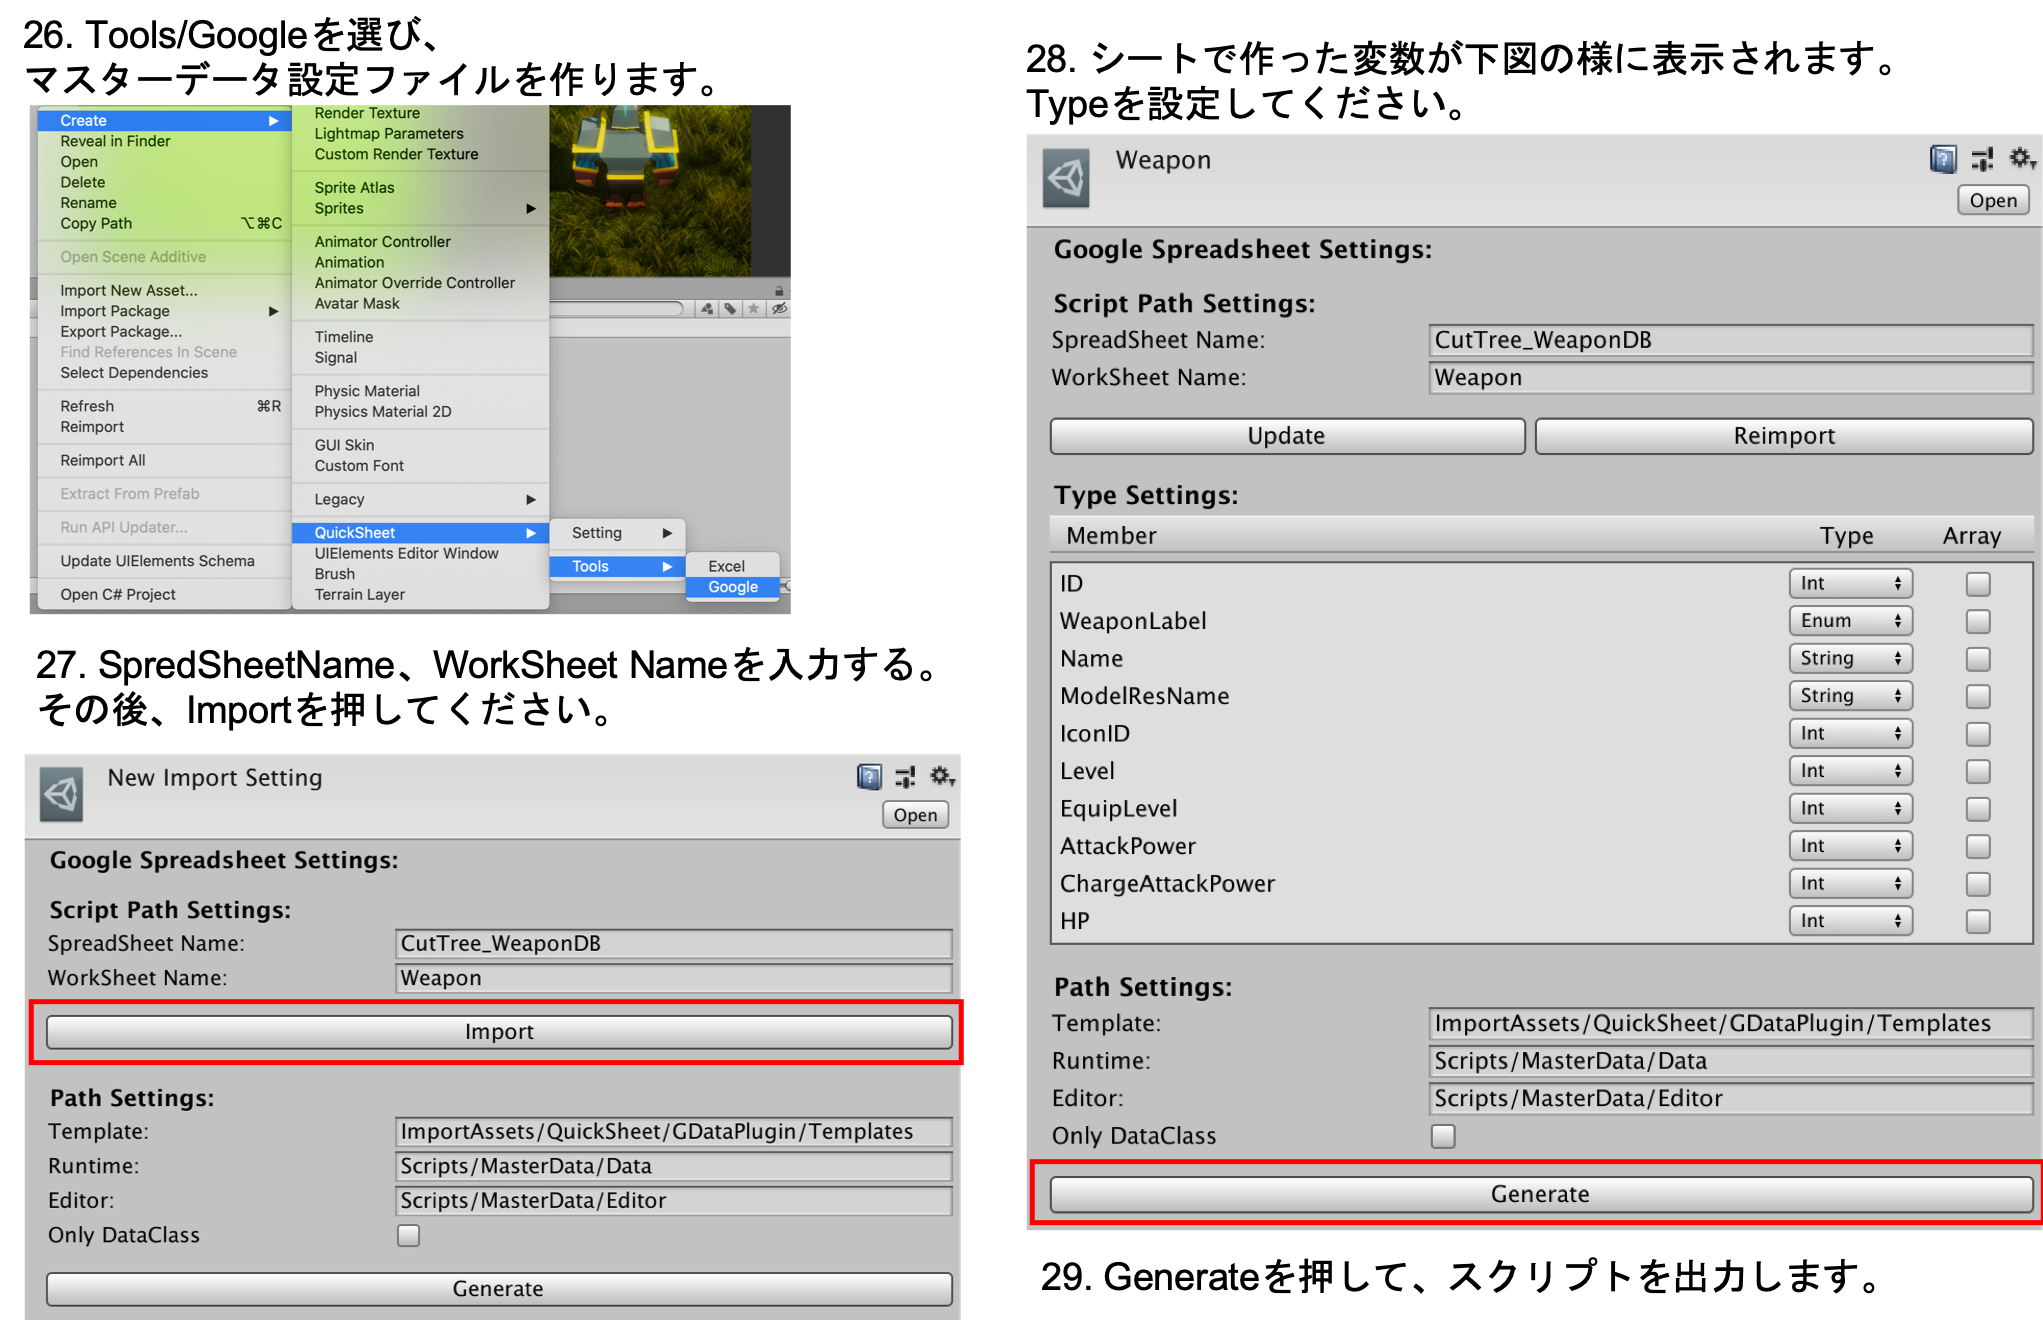 26. Tools/Googleを選び、
マスターデータ設定ファイルを作ります。
Create
Reveal in Finder
Open
Delete
Rename
Copy Path ⌥⌘C
Open Scene Additive
Import New Asset...
Import Package
Export Package...
Find References In Scene
Select Dependencies
Refresh ⌘R
Reimport
Reimport All
Extract From Prefab
Run API Updater...
Update UIElements Schema
Open C# Project
Render Texture
Lightmap Parameters
Custom Render Texture
Sprite Atlas
Sprites
Animator Controller
Animation
Animator Override Controller
Avatar Mask
Timeline
Signal
Physic Material
Physics Material 2D
GUI Skin
Custom Font
Legacy
QuickSheet
UIElements Editor Window
Brush
Terrain Layer
Setting
Tools
Excel
Google
27. SpredSheetName、WorkSheet Nameを入力する。
その後、Importを押してください。
New Import Setting
Open
Google Spreadsheet Settings:
Script Path Settings:
SpreadSheet Name: CutTree_WeaponDB
WorkSheet Name: Weapon
Import
Path Settings:
Template: ImportAssets/QuickSheet/GDataPlugin/Templates
Runtime: Scripts/MasterData/Data
Editor: Scripts/MasterData/Editor
Only DataClass
Generate
28. シートで作った変数が下図の様に表示されます。
Typeを設定してください。
Weapon
Open
Google Spreadsheet Settings:
Script Path Settings:
SpreadSheet Name: CutTree_WeaponDB
WorkSheet Name: Weapon
Update Reimport
Type Settings:
Member Type Array
ID Int
WeaponLabel Enum
Name String
ModelResName String
IconID Int
Level Int
EquipLevel Int
AttackPower Int
ChargeAttackPower Int
HP Int
Path Settings:
Template: ImportAssets/QuickSheet/GDataPlugin/Templates
Runtime: Scripts/MasterData/Data
Editor: Scripts/MasterData/Editor
Only DataClass
Generate
29. Generateを押して、スクリプトを出力します。